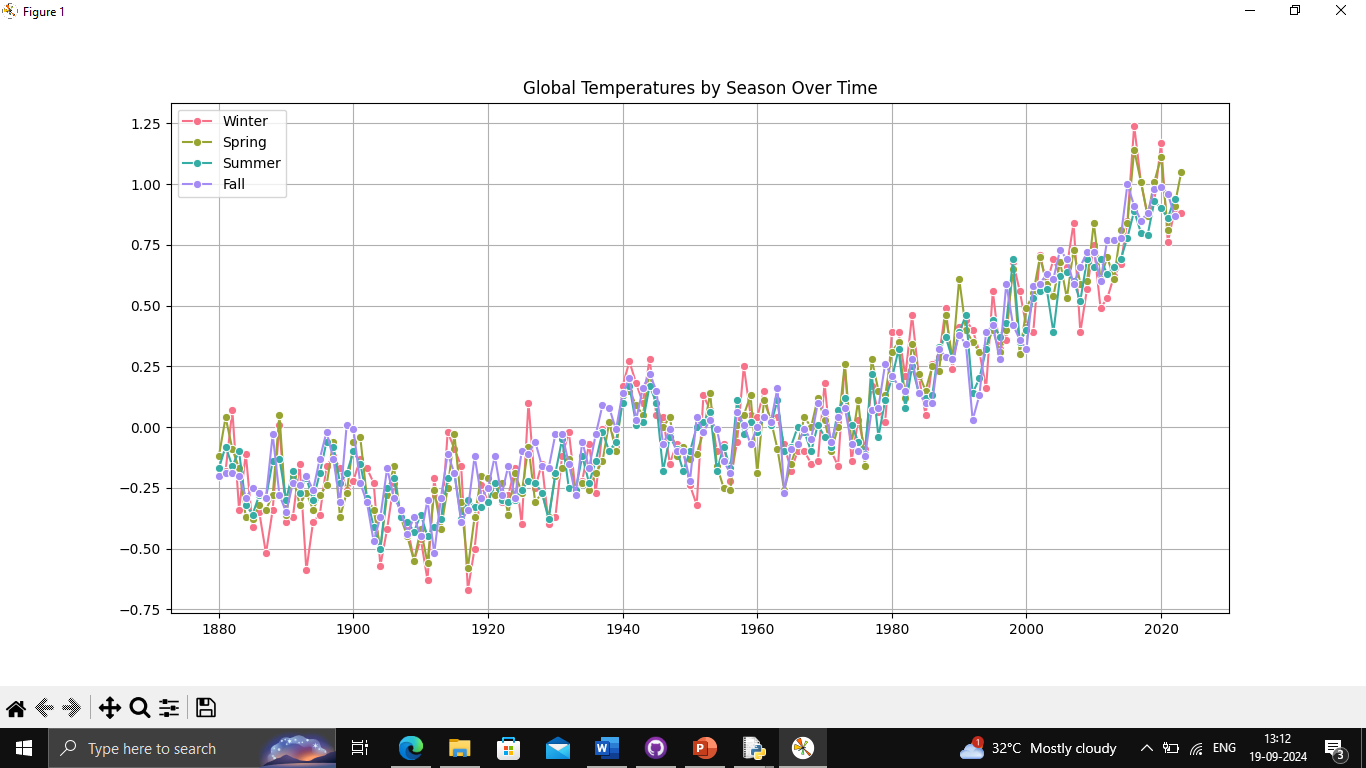 Figure 1
Global Temperatures by Season Over Time
Winter
Spring
Summer
Fall
1.25
1.00
0.75
0.50
0.25
0.00
−0.25
−0.50
−0.75
1880 1900 1920 1940 1960 1980 2000 2020
Type here to search
1
32°C Mostly cloudy
ENG
13:12
19-09-2024
3